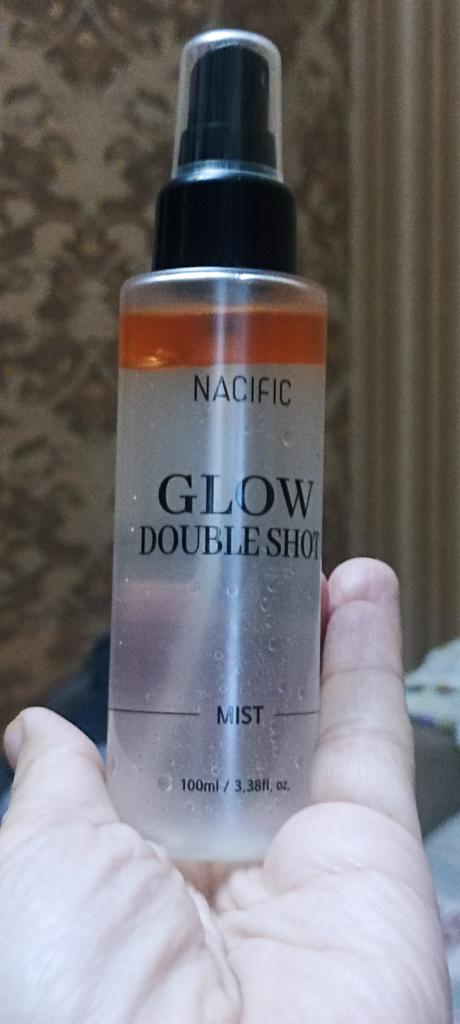 NACIFIC
GLOW
DOUBLE SHOT
MIST
100ml / 3.38fl. oz.